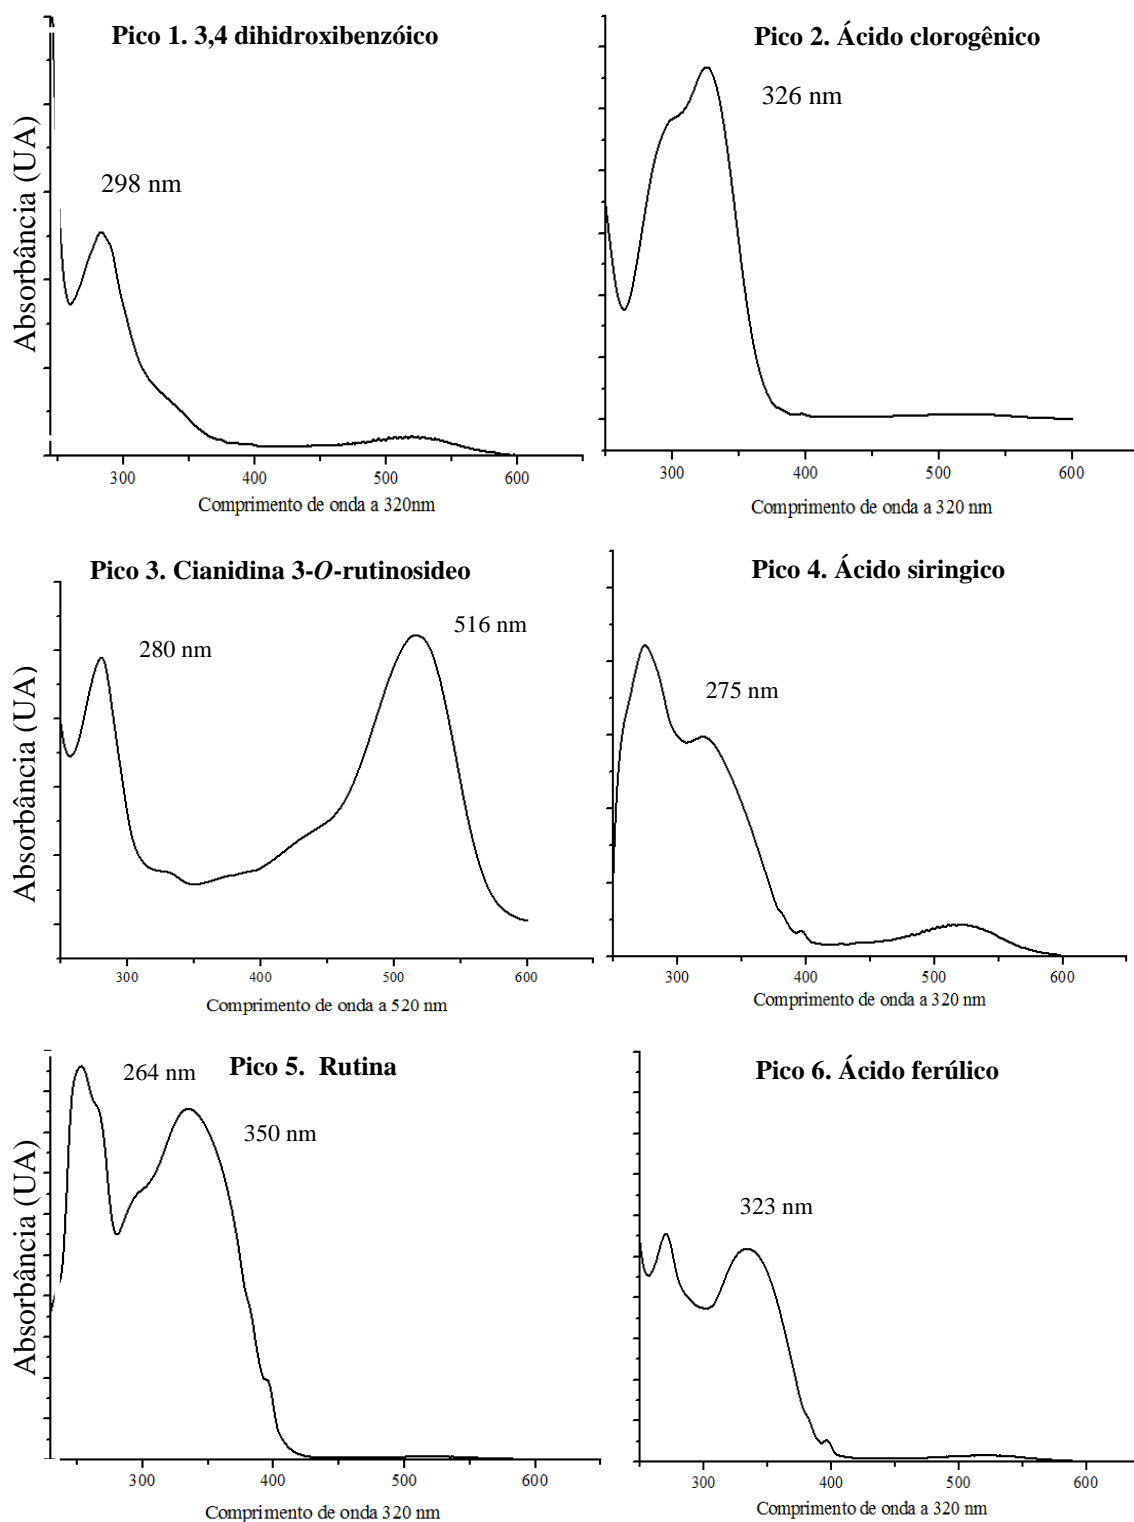 Pico 1. 3,4 dihidroxibenzóico
298 nm
Absorbância (UA)
300 400 500 600
Comprimento de onda a 320nm
Pico 2. Ácido clorogênico
326 nm
300 400 500 600
Comprimento de onda a 320 nm
Pico 3. Cianidina 3-O-rutinosideo
280 nm
516 nm
Absorbância (UA)
300 400 500 600
Comprimento de onda a 520 nm
Pico 4. Ácido siringico
275 nm
300 400 500 600
Comprimento de onda a 320 nm
Pico 5. Rutina
264 nm
350 nm
Absorbância (UA)
300 400 500 600
Comprimento de onda 320 nm
Pico 6. Ácido ferúlico
323 nm
300 400 500 600
Comprimento de onda a 320 nm